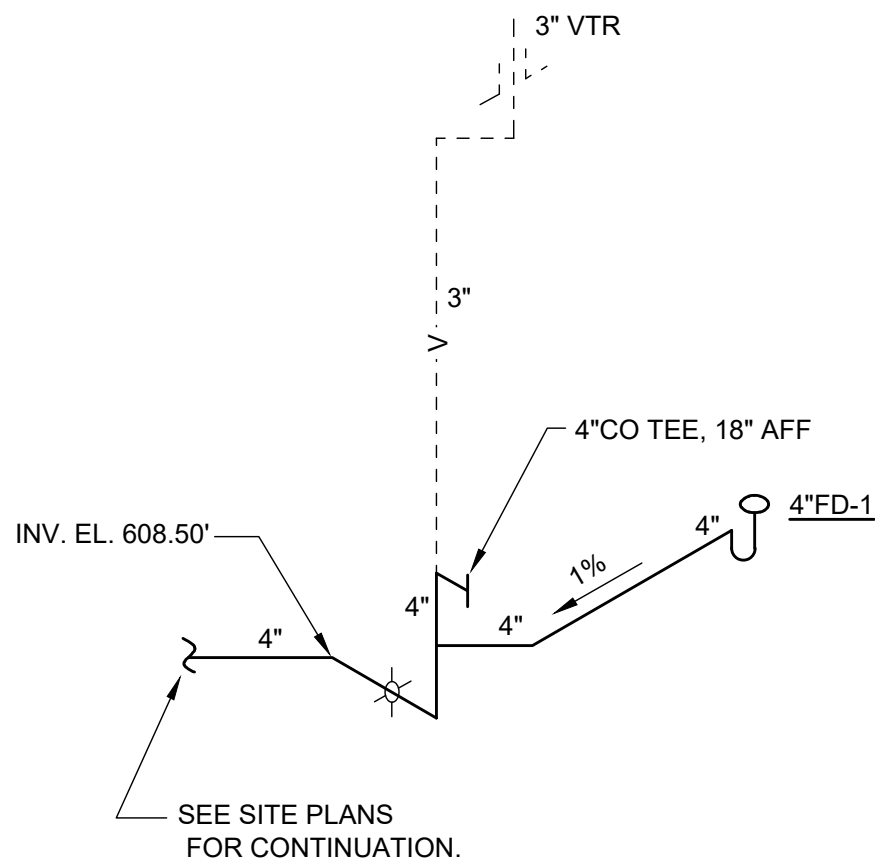 3" VTR
3"
V
4"CO TEE, 18" AFF
4"FD-1
4"
1%
INV. EL. 608.50'
4"
4"
4"
SEE SITE PLANS
FOR CONTINUATION.